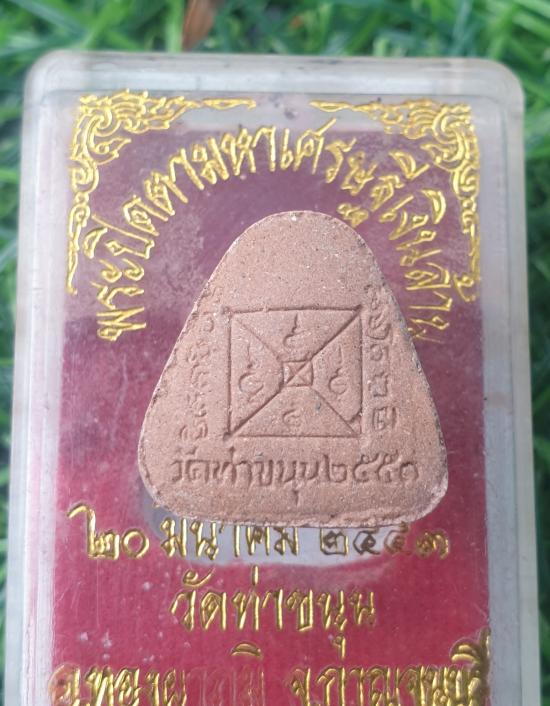 พระปิดตามหาเศรษฐีเงินล้าน
วัดท่าขนุน๒๕๕๓
๒๐ มีนาคม ๒๕๕๓
วัดท่าขนุน
อ.ทองผาภูมิ จ.กาญจนบุรี